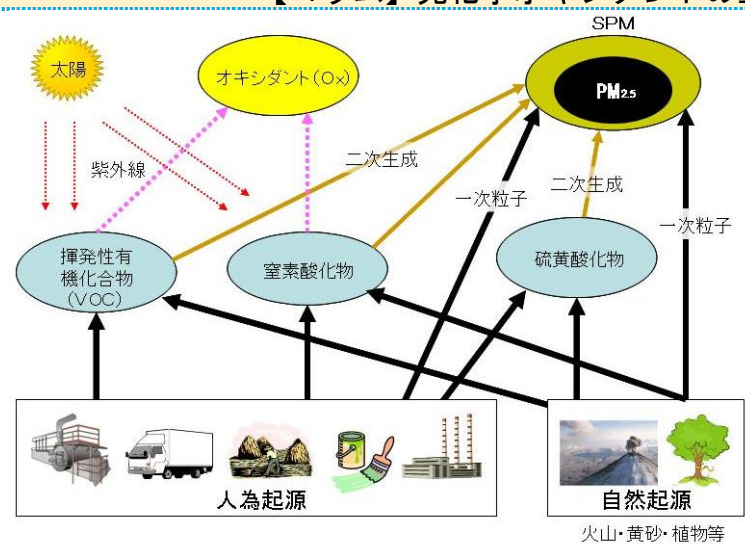 SPM
太陽
オキシダント(Ox)
PM2.5
紫外線
二次生成
一次粒子
二次生成
一次粒子
揮発性有
機化合物
(VOC)
窒素酸化物
硫黄酸化物
人為起源
自然起源
火山・黄砂・植物等